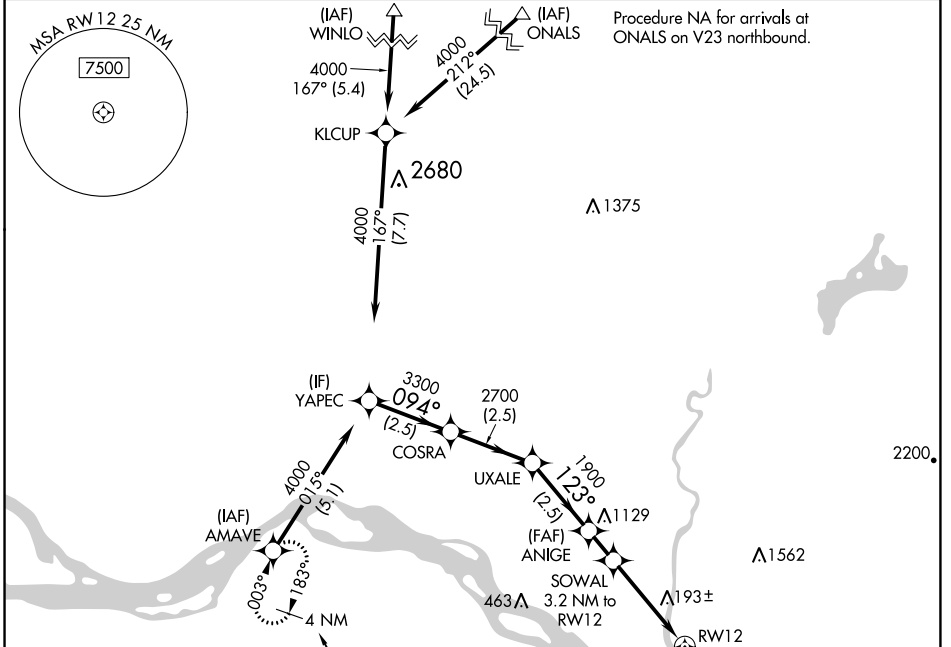 MSA RW 12 25 NM
7500
(IAF)
WINLO
(IAF)
ONALS
Procedure NA for arrivals at
ONALS on V23 northbound.
4000
167° (5.4)
4000
212°
(24.5)
KLCUP
2680
1375
4000
167°
(7.7)
(IF)
YAPEC
3300
094°
(2.5)
2700
(2.5)
COSRA
UXALE
1900
123°
(2.5)
2200
4000
015°
(5.1)
(IAF)
AMAVE
1129
(FAF)
ANIGE
1562
003°
183°
4 NM
SOWAL
3.2 NM to
RW12
463
193±
RW12